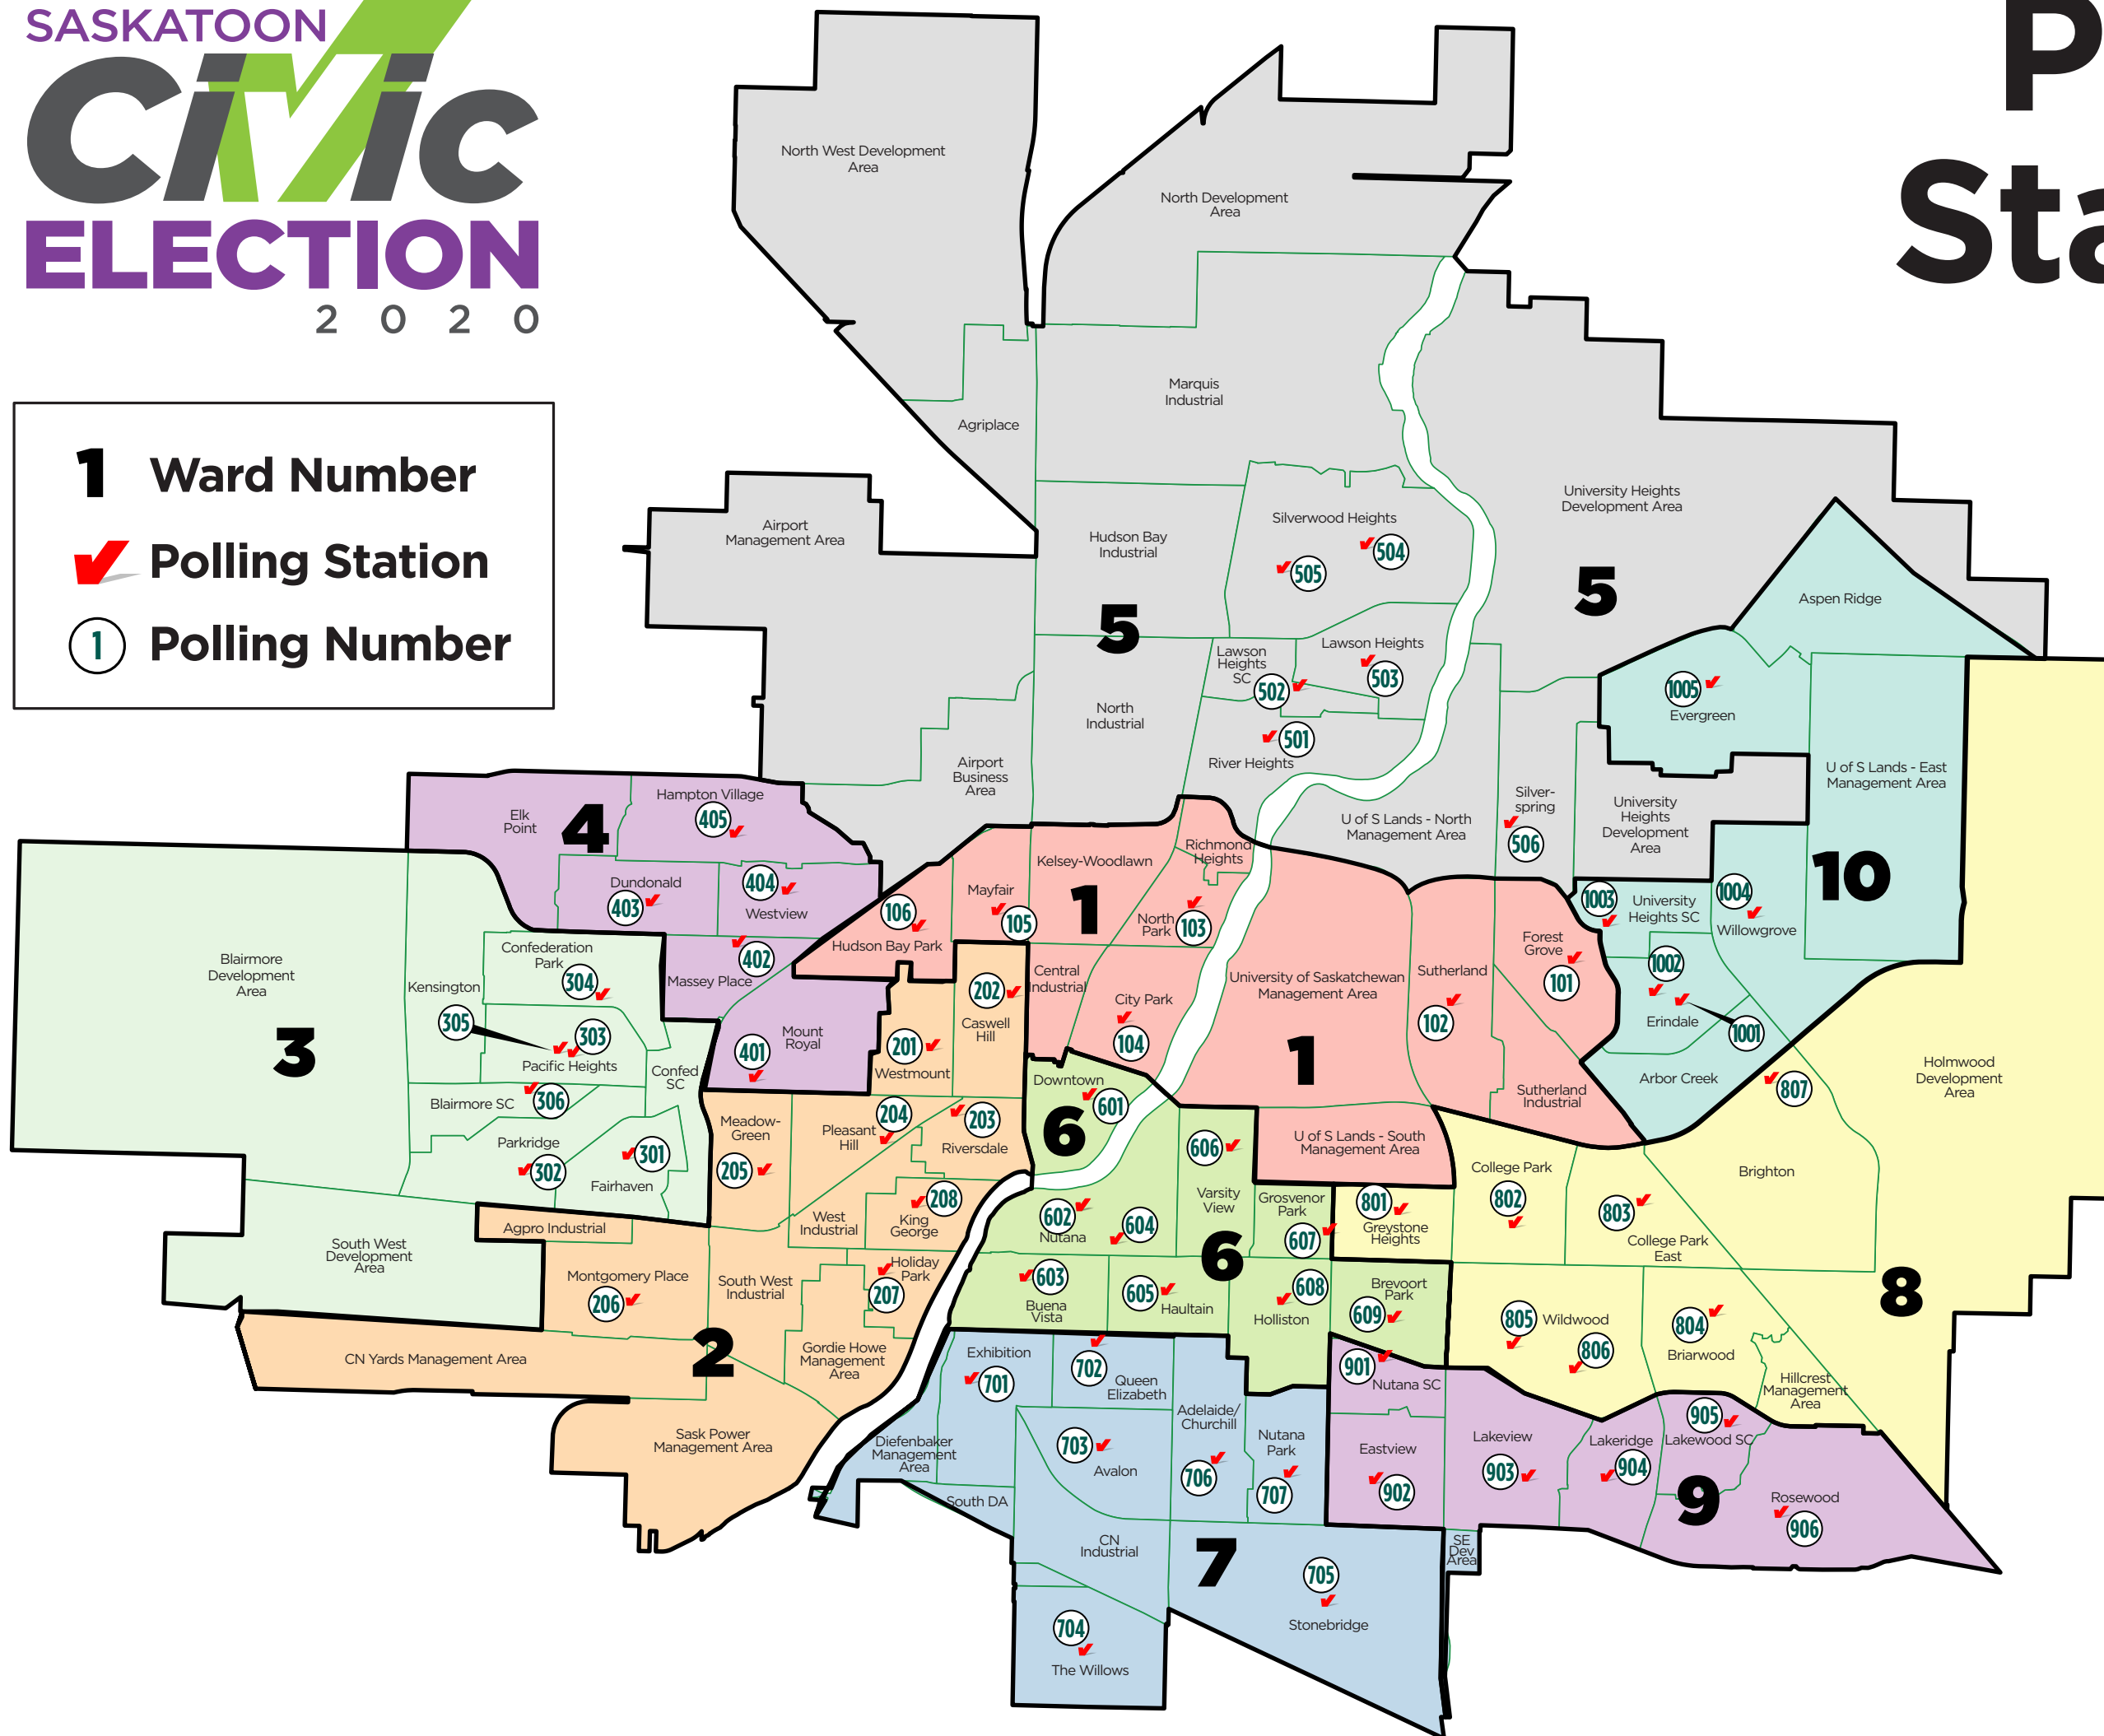 SASKATOON
CiVic
ELECTION
2 0 2 0
P
Sta
1 Ward Number
Polling Station
1 Polling Number
North West Development
Area
North Development
Area
Marquis
Industrial
Agriplace
Airport
Management Area
Hudson Bay
Industrial
Silverwood Heights
504
505
University Heights
Development Area
5
5
Aspen Ridge
Lawson
Heights
SC
502
Lawson Heights
503
North
Industrial
501
River Heights
1005
Evergreen
Airport
Business
Area
U of S Lands - North
Management Area
Silver-
spring
506
University
Heights
Development
Area
U of S Lands - East
Management Area
10
Elk
Point
4
Hampton Village
405
Dundonald
403
404
Westview
402
Massey Place
Mount
Royal
401
106
Hudson Bay Park
Mayfair
105
Kelsey-Woodlawn
1
Richmond
Heights
North
Park
103
Central
Industrial
City Park
104
University of Saskatchewan
Management Area
1
Sutherland
102
Forest
Grove
101
Sutherland
Industrial
U of S Lands - South
Management Area
1003
University
Heights SC
1004
Willowgrove
1002
Erindale
1001
Arbor Creek
Blairmore
Development
Area
3
Kensington
305
Confederation
Park
304
303
Pacific Heights
Confed
SC
Blairmore SC
306
Parkridge
302
301
Fairhaven
South West
Development
Area
202
Caswell
Hill
201
Westmount
Meadow-
Green
205
Pleasant
Hill
204
203
Riversdale
208
King
George
West
Industrial
Agpro Industrial
Montgomery Place
206
South West
Industrial
Holiday
Park
207
2
Gordie Howe
Management
Area
CN Yards Management Area
Sask Power
Management Area
Downtown
601
6
606
Varsity
View
602
Nutana
604
Grosvenor
Park
607
6
603
Buena
Vista
605
Haultain
608
Holliston
Brevoort
Park
609
801
Greystone
Heights
College Park
802
803
College Park
East
Brighton
807
Holmwood
Development
Area
8
805
Wildwood
806
804
Briarwood
Hillcrest
Management
Area
Exhibition
701
702
Queen
Elizabeth
Diefenbaker
Management
Area
703
Avalon
Adelaide/
Churchill
706
Nutana
Park
707
South DA
CN
Industrial
7
705
Stonebridge
704
The Willows
SE
Dev
Area
901
Nutana SC
Eastview
902
Lakeview
903
Lakeridge
904
905
Lakewood SC
9
Rosewood
906